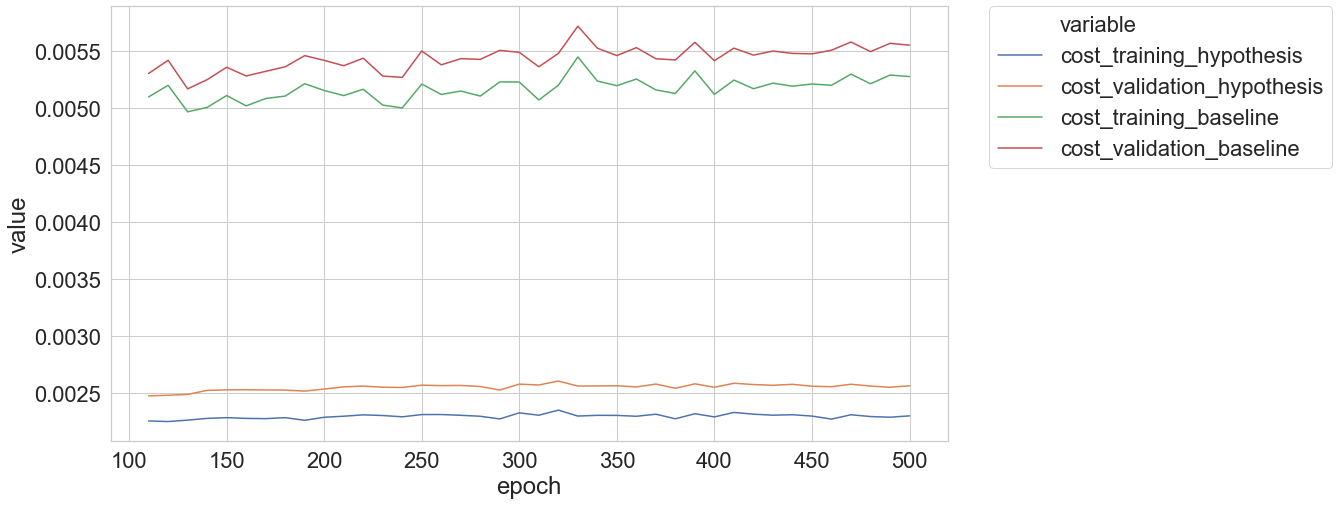 variable
cost_training_hypothesis
cost_validation_hypothesis
cost_training_baseline
cost_validation_baseline
value
0.0055
0.0050
0.0045
0.0040
0.0035
0.0030
0.0025
100 150 200 250 300 350 400 450 500
epoch